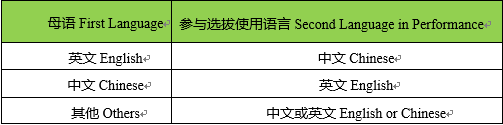 母语 First Language 参与选拔使用语言 Second Language in Performance
英文 English 中文 Chinese
中文 Chinese 英文 English
其他 Others 中文或英文 English or Chinese